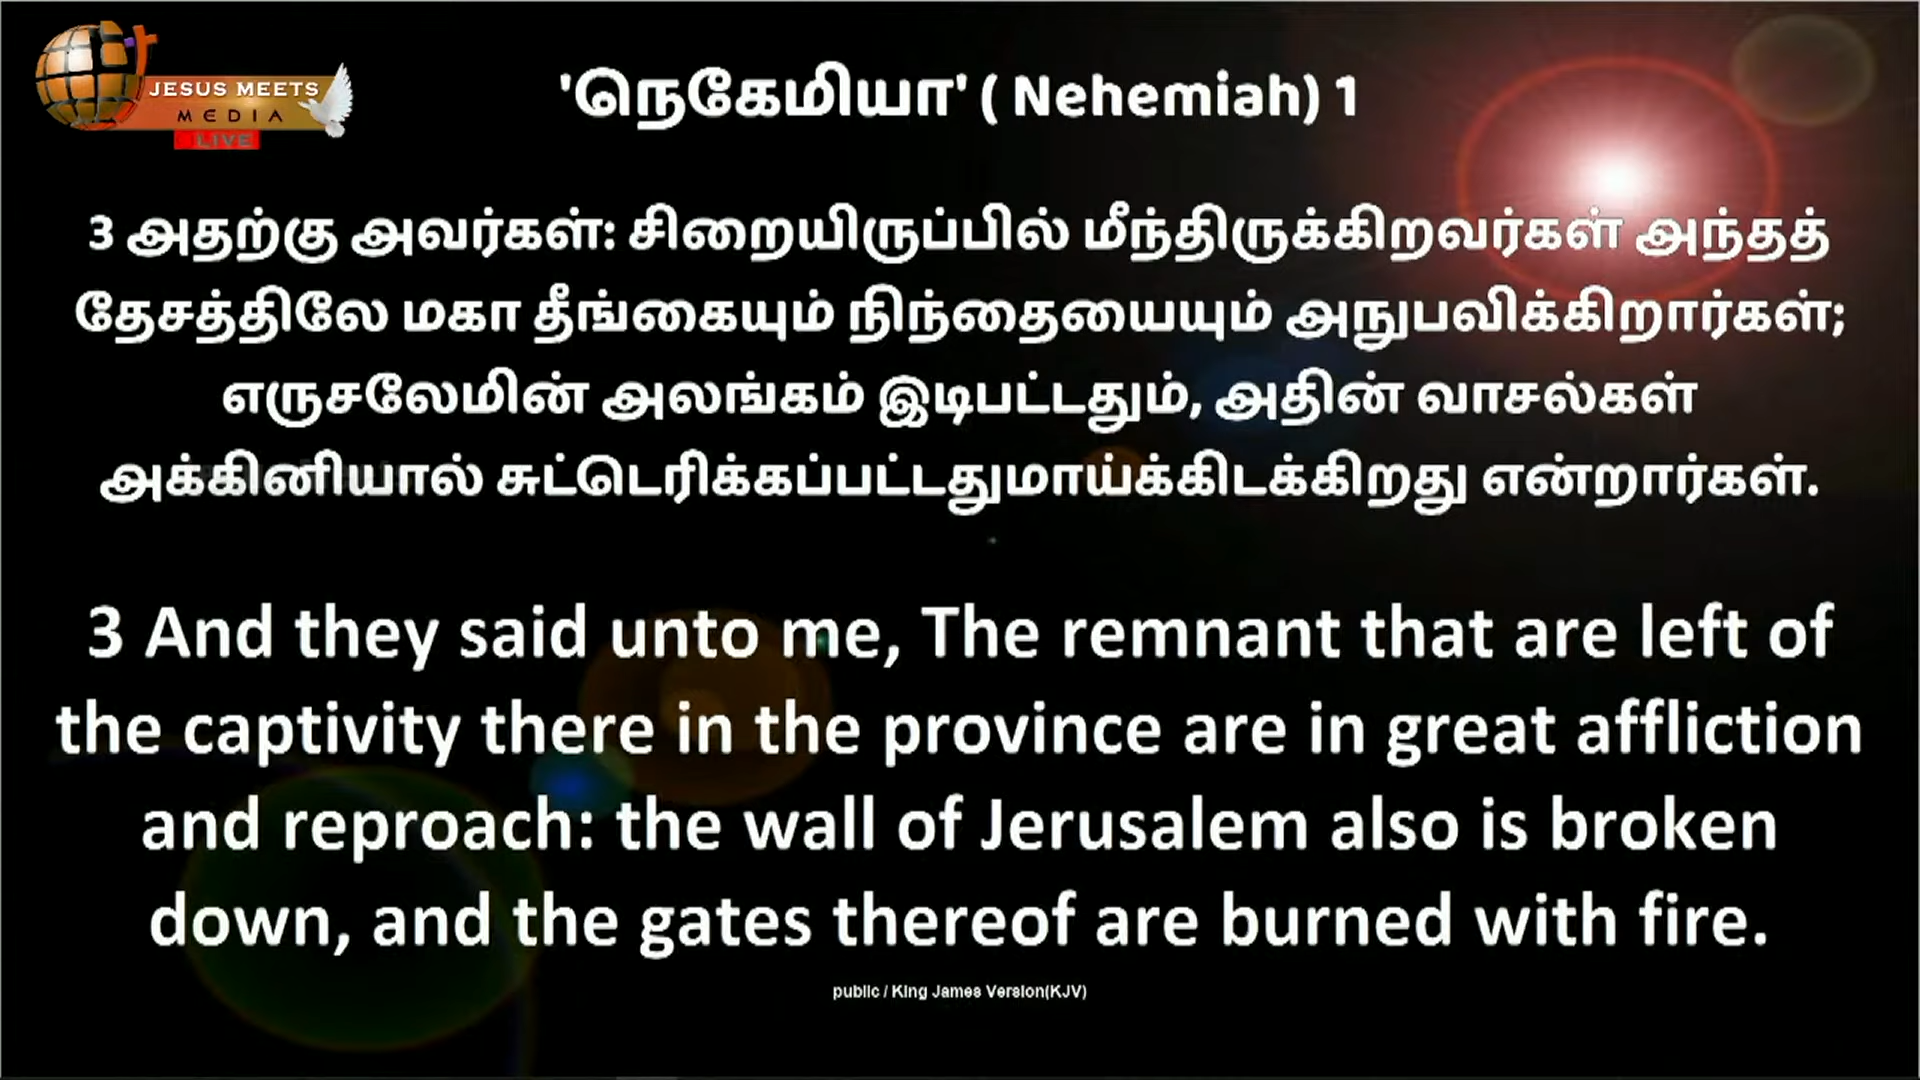 JESUS MEETS
MEDIA
LIVE
'நெகேமியா' ( Nehemiah) 1
3 அதற்கு அவர்கள்: சிறையிருப்பில் மீந்திருக்கிறவர்கள் அந்தத்
தேசத்திலே மகா தீங்கையும் நிந்தையையும் அநுபவிக்கிறார்கள்;
எருசலேமின் அலங்கம் இடிபட்டதும், அதின் வாசல்கள்
அக்கினியால் சுட்டெரிக்கப்பட்டதுமாய்க்கிடக்கிறது என்றார்கள்.
3 And they said unto me, The remnant that are left of
the captivity there in the province are in great affliction
and reproach: the wall of Jerusalem also is broken
down, and the gates thereof are burned with fire.
public / King James Version(KJV)